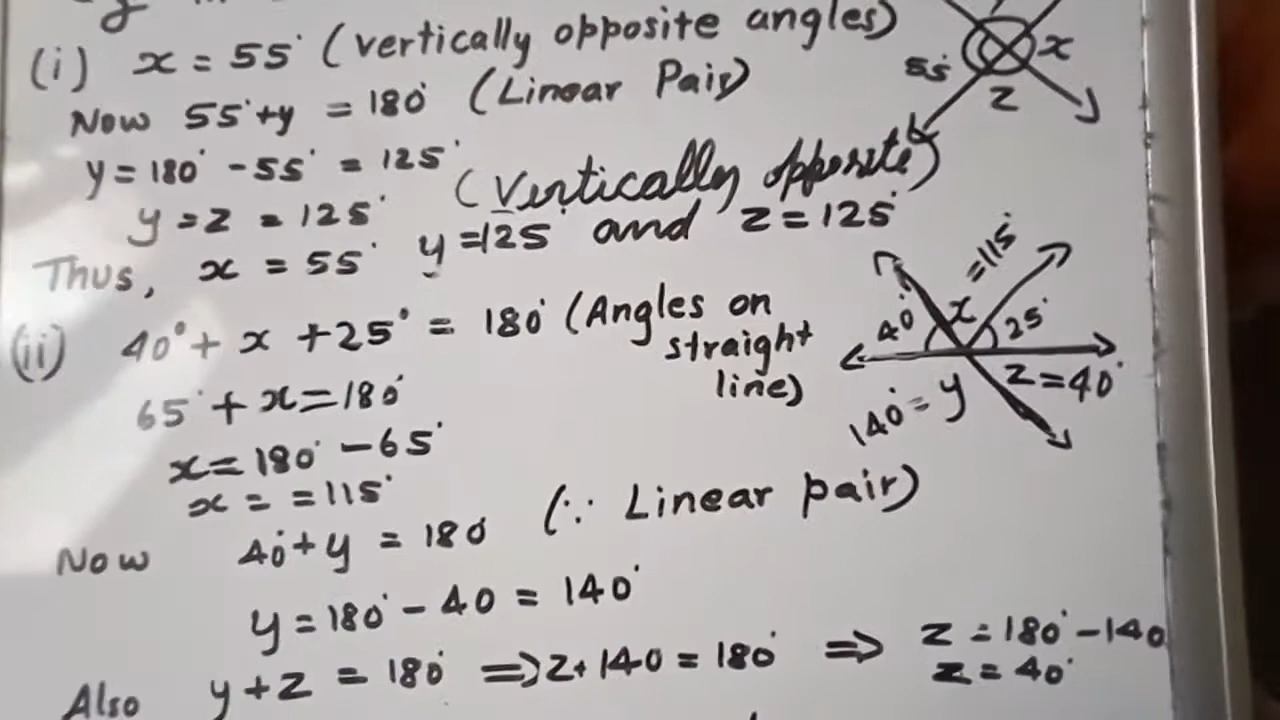 (i) x = 55° (vertically opposite angles)
Now 55°+y = 180° (Linear Pair)
y = 180° - 55° = 125°
(Vertically opposite)
y = z = 125°
Thus, x = 55° y = 125 and z = 125°
55°
x
z
(ii) 40° + x + 25° = 180° (Angles on straight line)
65° + x = 180°
x = 180° - 65°
x = = 115°
Now 40° + y = 180 (∵ Linear pair)
y = 180° - 40 = 140°
Also y + z = 180° ⇒ z + 140 = 180° ⇒ z = 180° - 140
z = 40°
40°
x = 115°
25°
140° = y
z = 40°